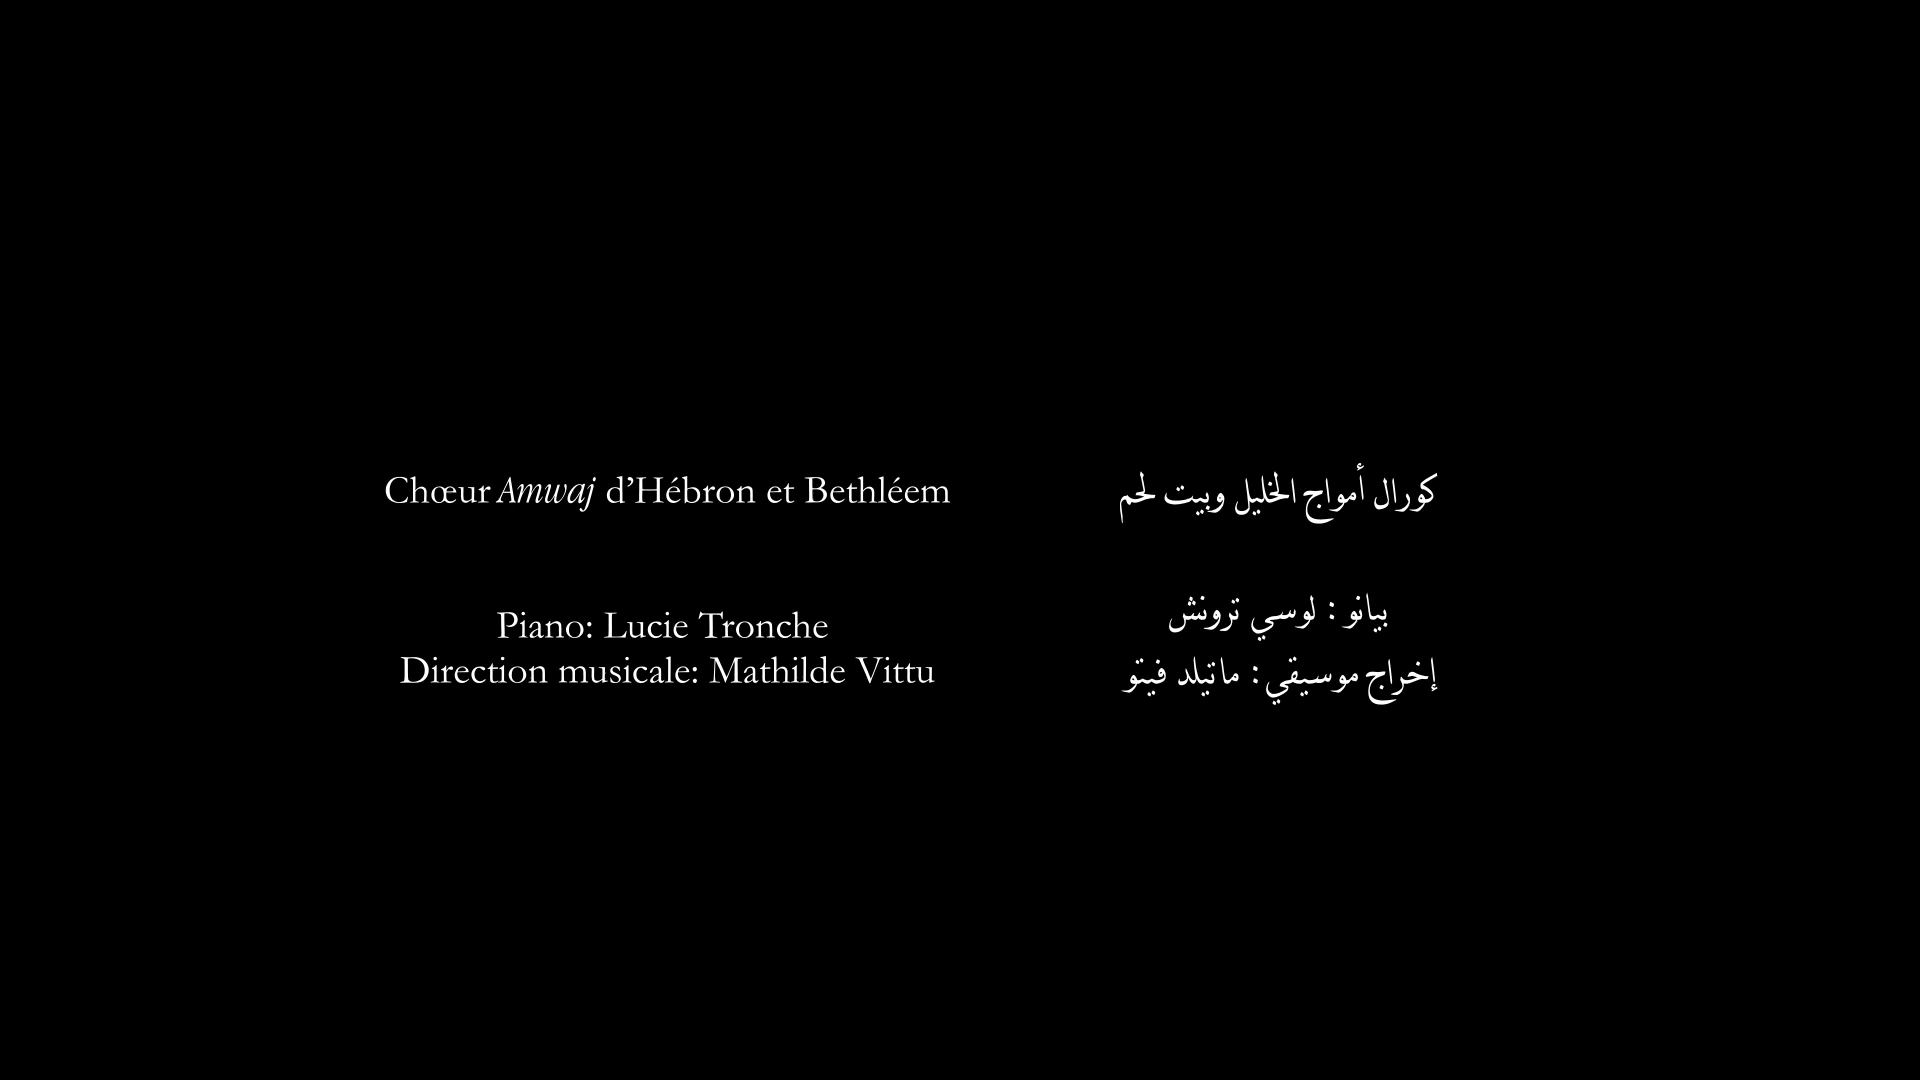 Chœur Amwaj d’Hébron et Bethléem
Piano: Lucie Tronche
Direction musicale: Mathilde Vittu
كورال أمواج الخليل وبيت لحم
بيانو : لوسي ترونش
إخراج موسيقي : ماتيلد فيتو